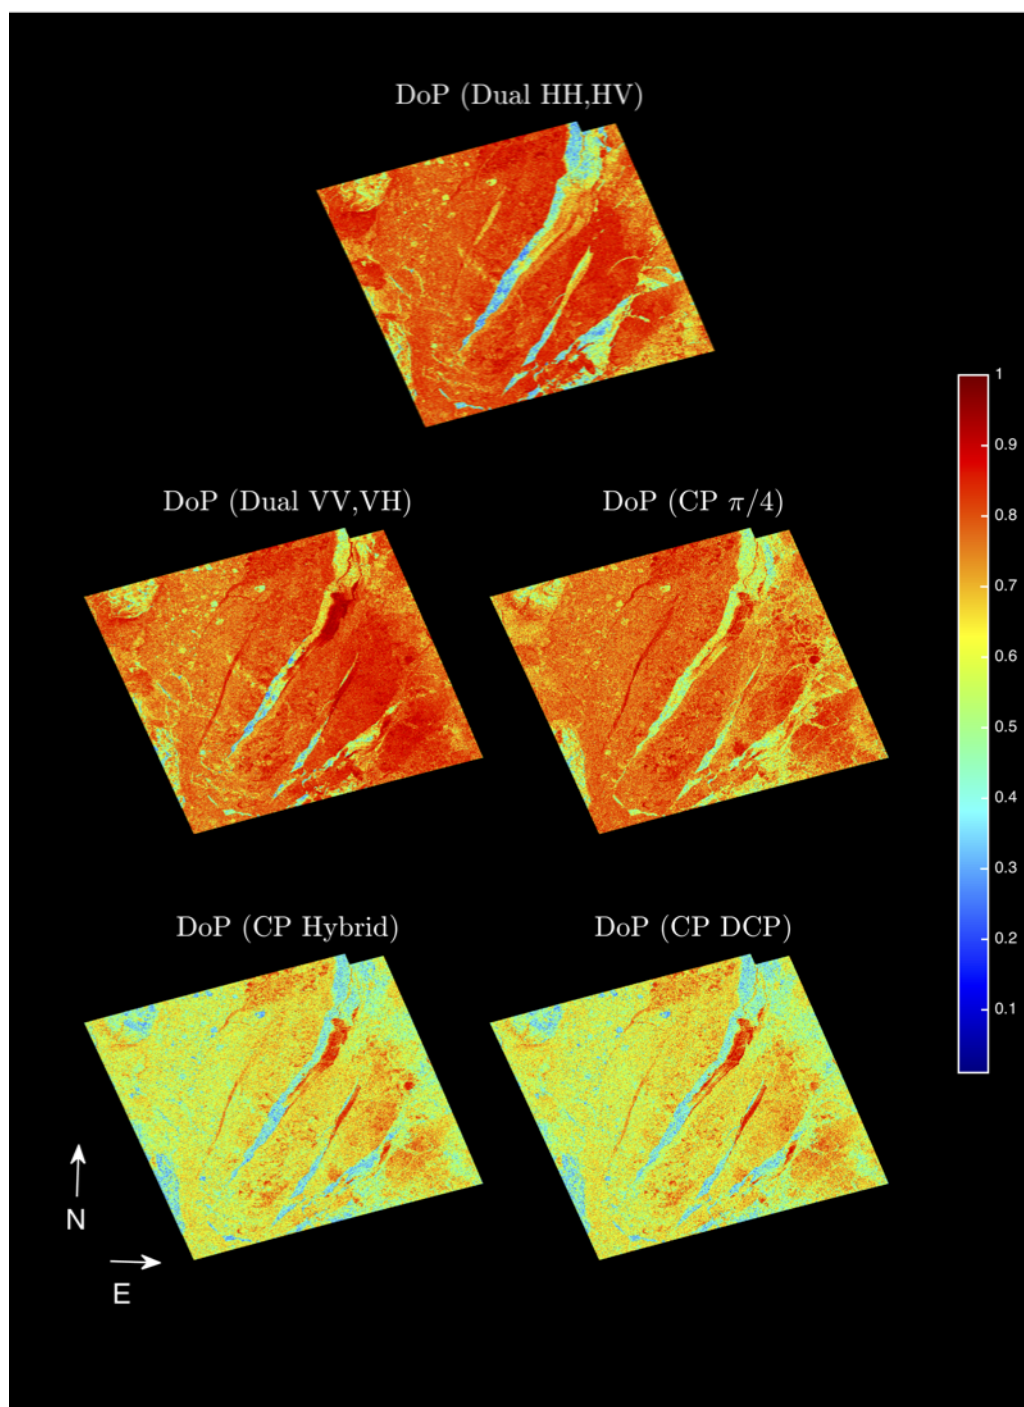 DoP (Dual HH,HV)
DoP (Dual VV,VH)
DoP (CP π/4)
DoP (CP Hybrid)
DoP (CP DCP)
1
0.9
0.8
0.7
0.6
0.5
0.4
0.3
0.2
0.1
N
E